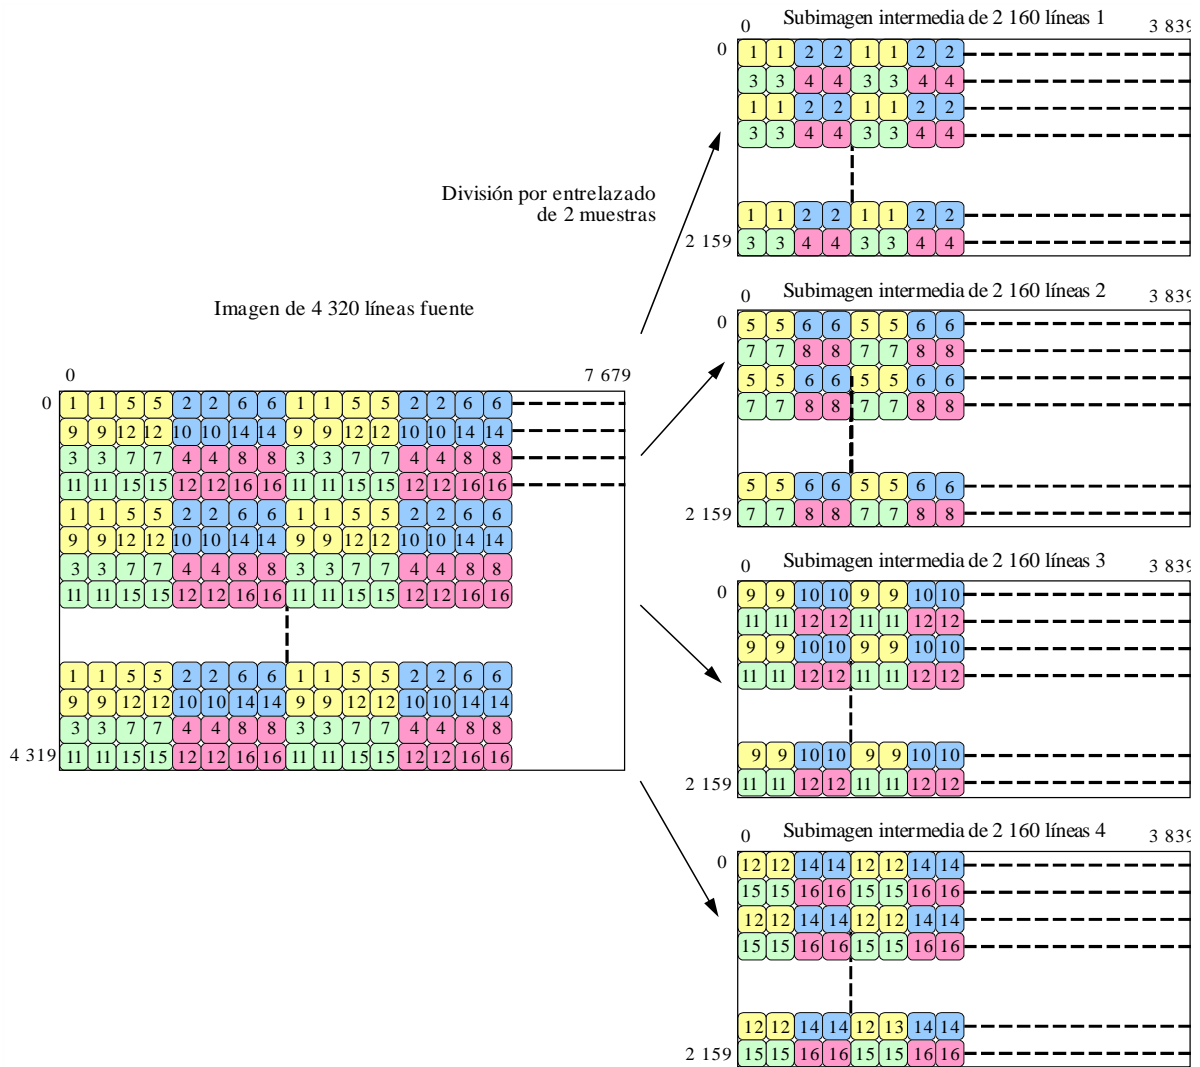 Subimagen intermedia de 2 160 líneas 1
0 3 839
0
1 1 2 2 1 1 2 2
3 3 4 4 3 3 4 4
1 1 2 2 1 1 2 2
3 3 4 4 3 3 4 4
1 1 2 2 1 1 2 2
2 159 3 3 4 4 3 3 4 4
División por entrelazado
de 2 muestras
Subimagen intermedia de 2 160 líneas 2
0 3 839
0 5 5 6 6 5 5 6 6
7 7 8 8 7 7 8 8
5 5 6 6 5 5 6 6
7 7 8 8 7 7 8 8
5 5 6 6 5 5 6 6
2 159 7 7 8 8 7 7 8 8
Imagen de 4 320 líneas fuente
0 7 679
0 1 1 5 5 2 2 6 6 1 1 5 5 2 2 6 6
9 9 12 12 10 10 14 14 9 9 12 12 10 10 14 14
3 3 7 7 4 4 8 8 3 3 7 7 4 4 8 8
11 11 15 15 12 12 16 16 11 11 15 15 12 12 16 16
1 1 5 5 2 2 6 6 1 1 5 5 2 2 6 6
9 9 12 12 10 10 14 14 9 9 12 12 10 10 14 14
3 3 7 7 4 4 8 8 3 3 7 7 4 4 8 8
11 11 15 15 12 12 16 16 11 11 15 15 12 12 16 16
1 1 5 5 2 2 6 6 1 1 5 5 2 2 6 6
9 9 12 12 10 10 14 14 9 9 12 12 10 10 14 14
3 3 7 7 4 4 8 8 3 3 7 7 4 4 8 8
4 319 11 11 15 15 12 12 16 16 11 11 15 15 12 12 16 16
Subimagen intermedia de 2 160 líneas 3
0 3 839
0 9 9 10 10 9 9 10 10
11 11 12 12 11 11 12 12
9 9 10 10 9 9 10 10
11 11 12 12 11 11 12 12
9 9 10 10 9 9 10 10
2 159 11 11 12 12 11 11 12 12
Subimagen intermedia de 2 160 líneas 4
0 3 839
0 12 12 14 14 12 12 14 14
15 15 16 16 15 15 16 16
12 12 14 14 12 12 14 14
15 15 16 16 15 15 16 16
12 12 14 14 12 13 14 14
2 159 15 15 16 16 15 15 16 16